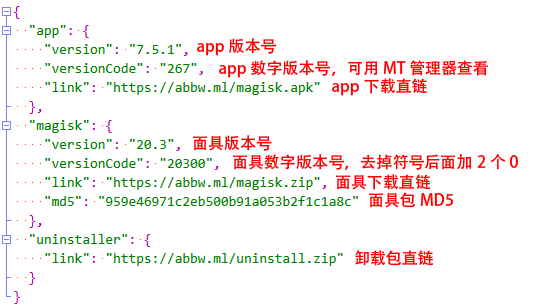 {
"app": {
"version": "7.5.1", app 版本号
"versionCode": "267", app 数字版本号，可用 MT 管理器查看
"link": "https://abbw.ml/magisk.apk" app 下载直链
},
"magisk": {
"version": "20.3", 面具版本号
"versionCode": "20300", 面具数字版本号，去掉符号后面加 2 个 0
"link": "https://abbw.ml/magisk.zip", 面具下载直链
"md5": "959e46971c2eb500b91a053b2f1c1a8c" 面具包 MD5
},
"uninstaller": {
"link": "https://abbw.ml/uninstall.zip" 卸载包直链
}
}